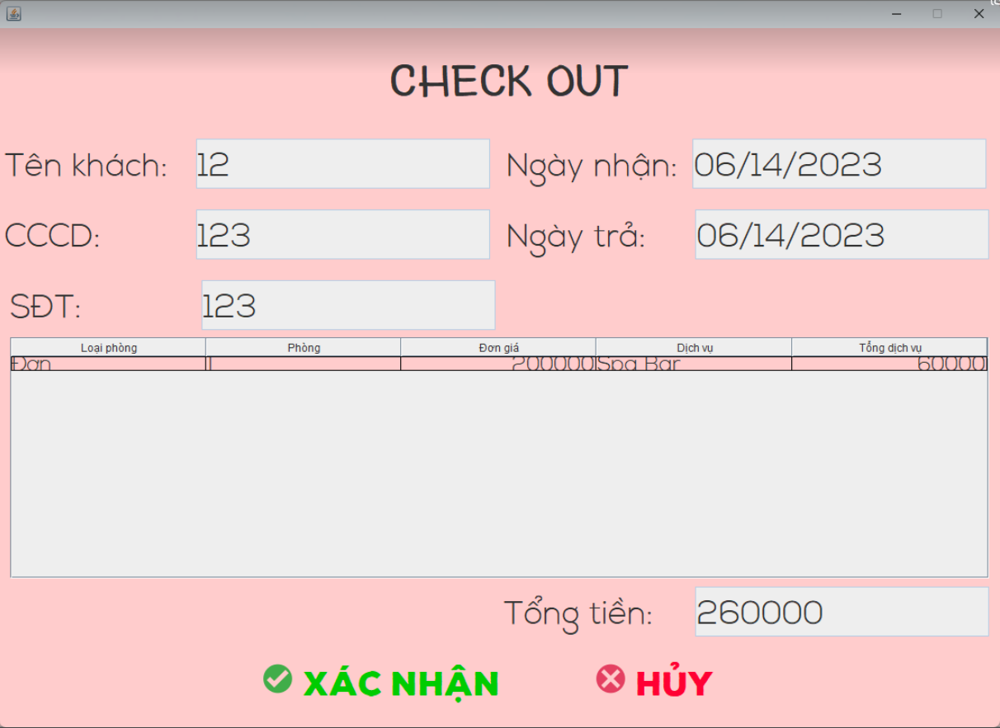 CHECK OUT
Tên khách: 12 Ngày nhận: 06/14/2023
CCCD: 123 Ngày trả: 06/14/2023
SĐT: 123
Loại phòng Phòng Đơn giá Dịch vụ Tổng dịch vụ
Đơn 1 200000 Spa Bar 60000
Tổng tiền: 260000
XÁC NHẬN HỦY